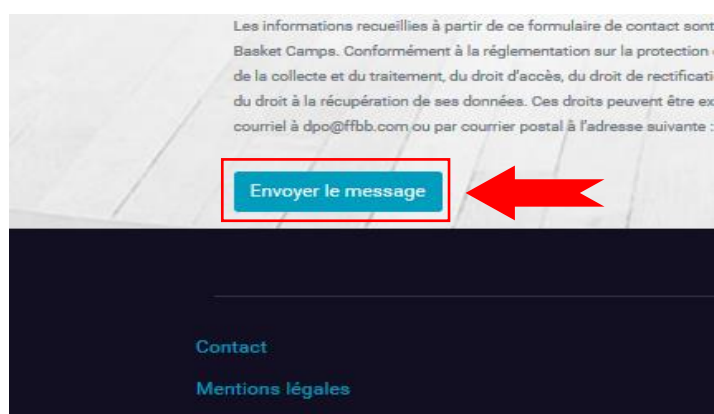 Les informations recueillies à partir de ce formulaire de contact sont
Basket Camps. Conformément à la réglementation sur la protection
de la collecte et du traitement, du droit d'accès, du droit de rectificati
du droit à la récupération de ses données. Ces droits peuvent être ex
courriel à dpo@ffbb.com ou par courrier postal à l'adresse suivante :
Envoyer le message
Contact
Mentions légales